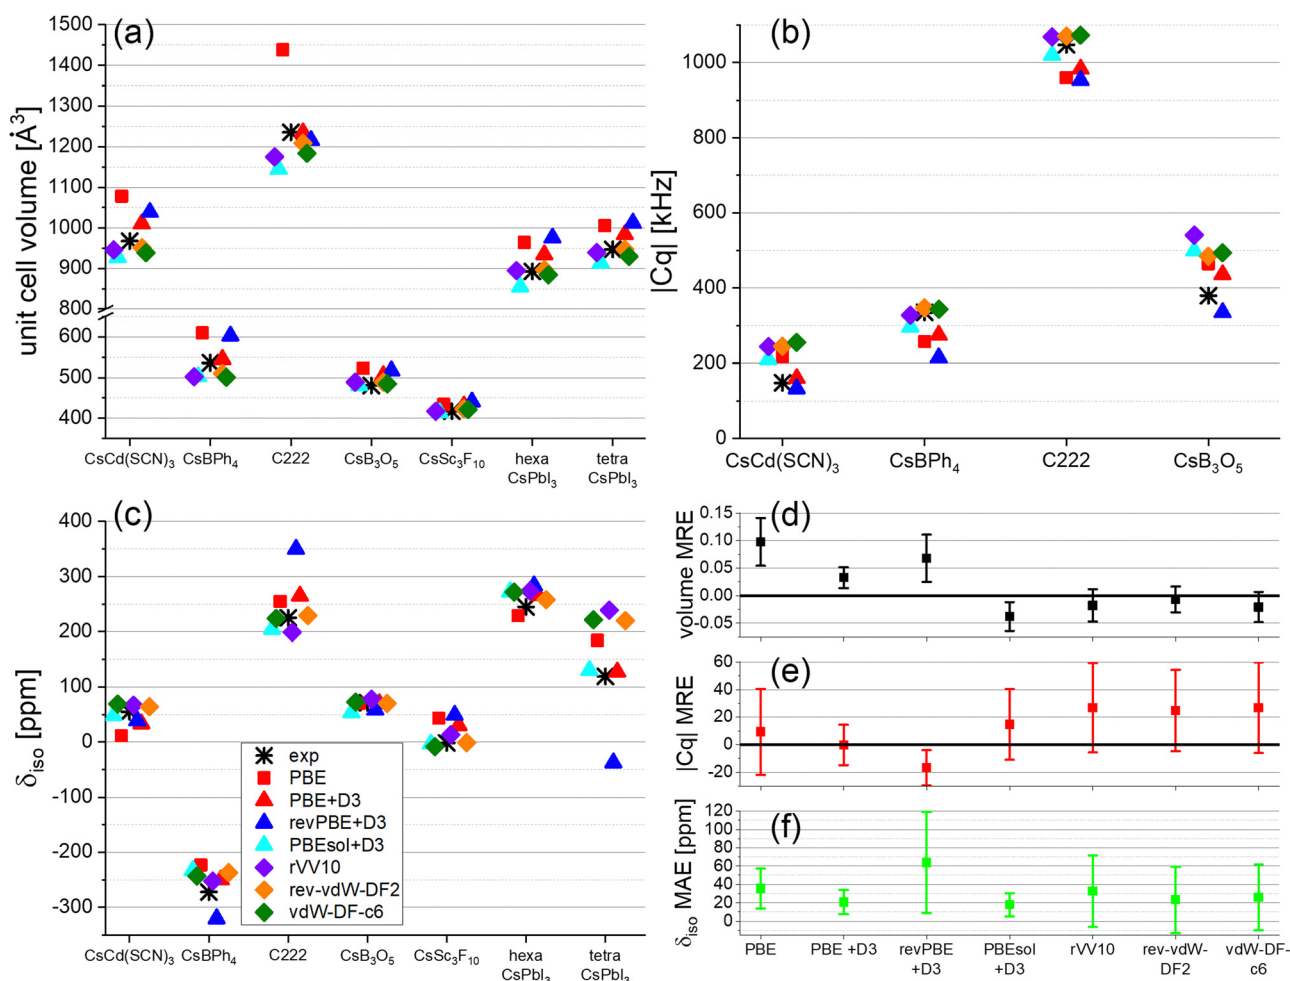 (a)
unit cell volume [Å³]
1500
1400
1300
1200
1100
1000
900
800
600
500
400
CsCd(SCN)₃
CsBPh₄
C222
CsB₃O₅
CsSc₃F₁₀
hexa
CsPbI₃
tetra
CsPbI₃
(b)
|Cq| [kHz]
1000
800
600
400
200
0
CsCd(SCN)₃
CsBPh₄
C222
CsB₃O₅
(c)
δiso [ppm]
400
300
200
100
0
-100
-200
-300
exp
PBE
PBE+D3
revPBE+D3
PBEsol+D3
rVV10
rev-vdW-DF2
vdW-DF-c6
CsCd(SCN)₃
CsBPh₄
C222
CsB₃O₅
CsSc₃F₁₀
hexa
CsPbI₃
tetra
CsPbI₃
(d)
volume MRE
0.15
0.10
0.05
0.00
-0.05
(e)
|Cq| MRE
60
40
20
0
-20
(f)
δiso MAE [ppm]
120
100
80
60
40
20
0
PBE
PBE +D3
revPBE
+D3
PBEsol
+D3
rVV10
rev-vdW-
DF2
vdW-DF-
c6